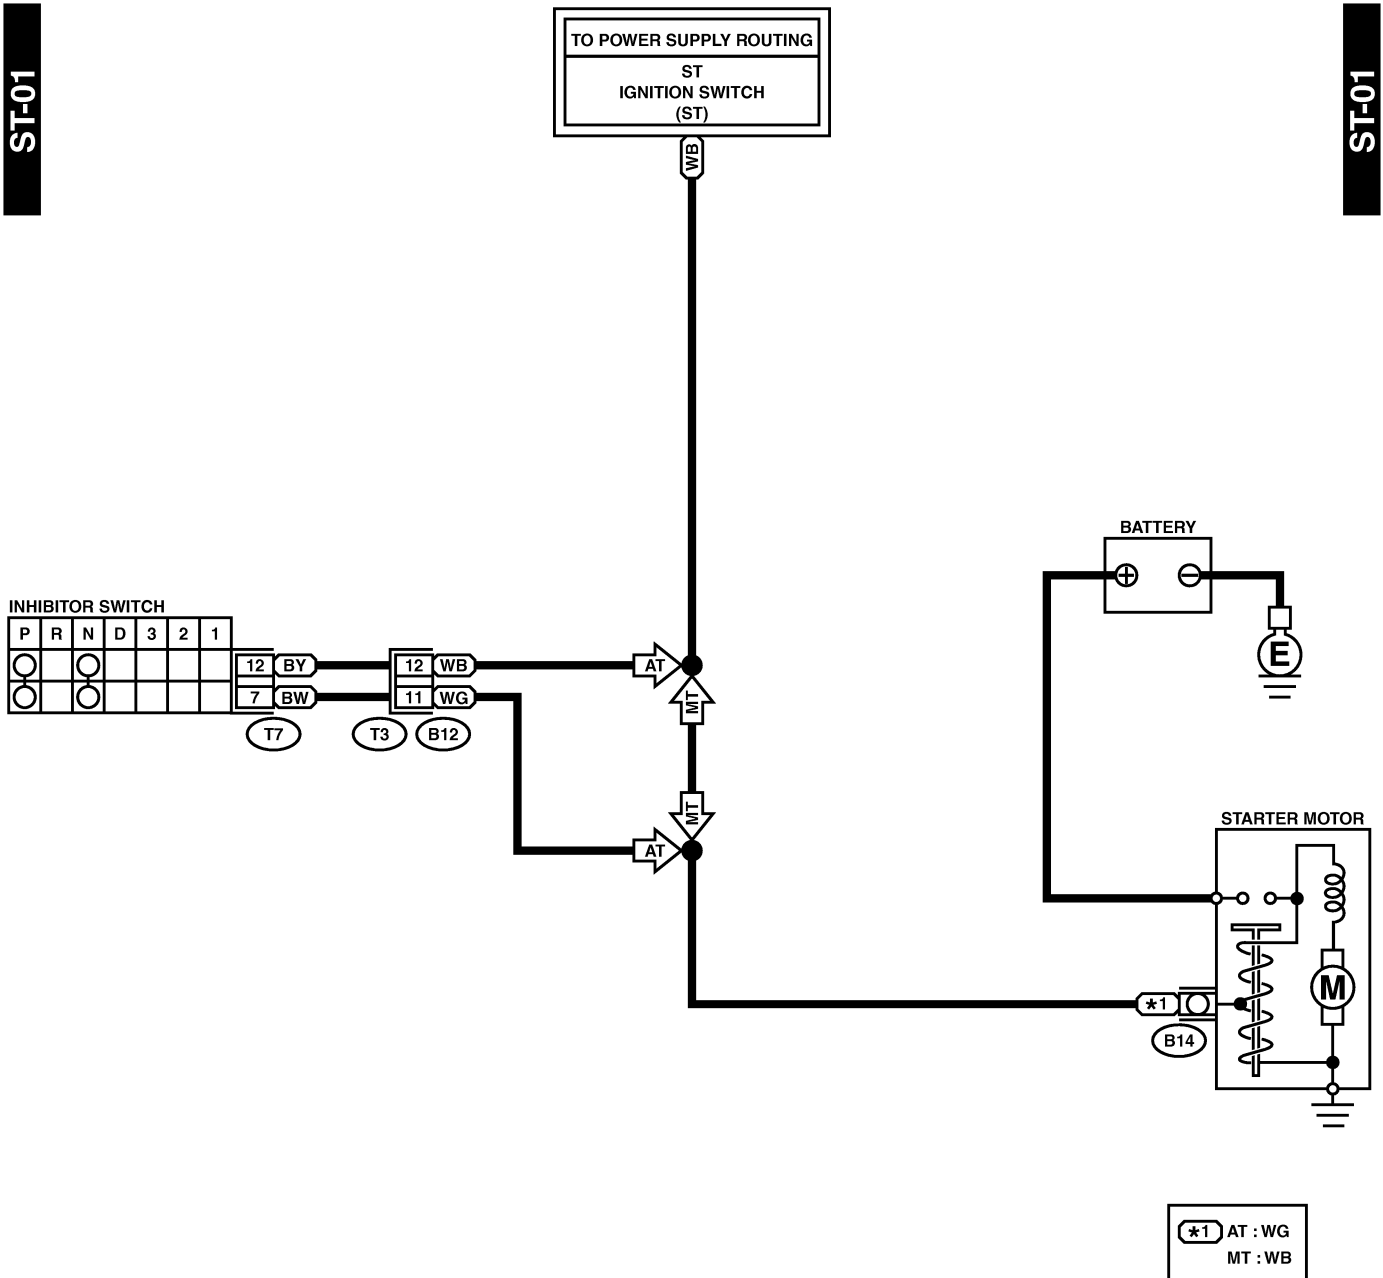 ST-01
ST-01
TO POWER SUPPLY ROUTING
ST
IGNITION SWITCH
(ST)
WB
BATTERY
+ −
E
INHIBITOR SWITCH
P R N D 3 2 1
12 BY 12 WB AT
7 BW 11 WG
MT
T7 T3 B12
MT
AT
STARTER MOTOR
M
*1
B14
*1 AT : WG
MT : WB